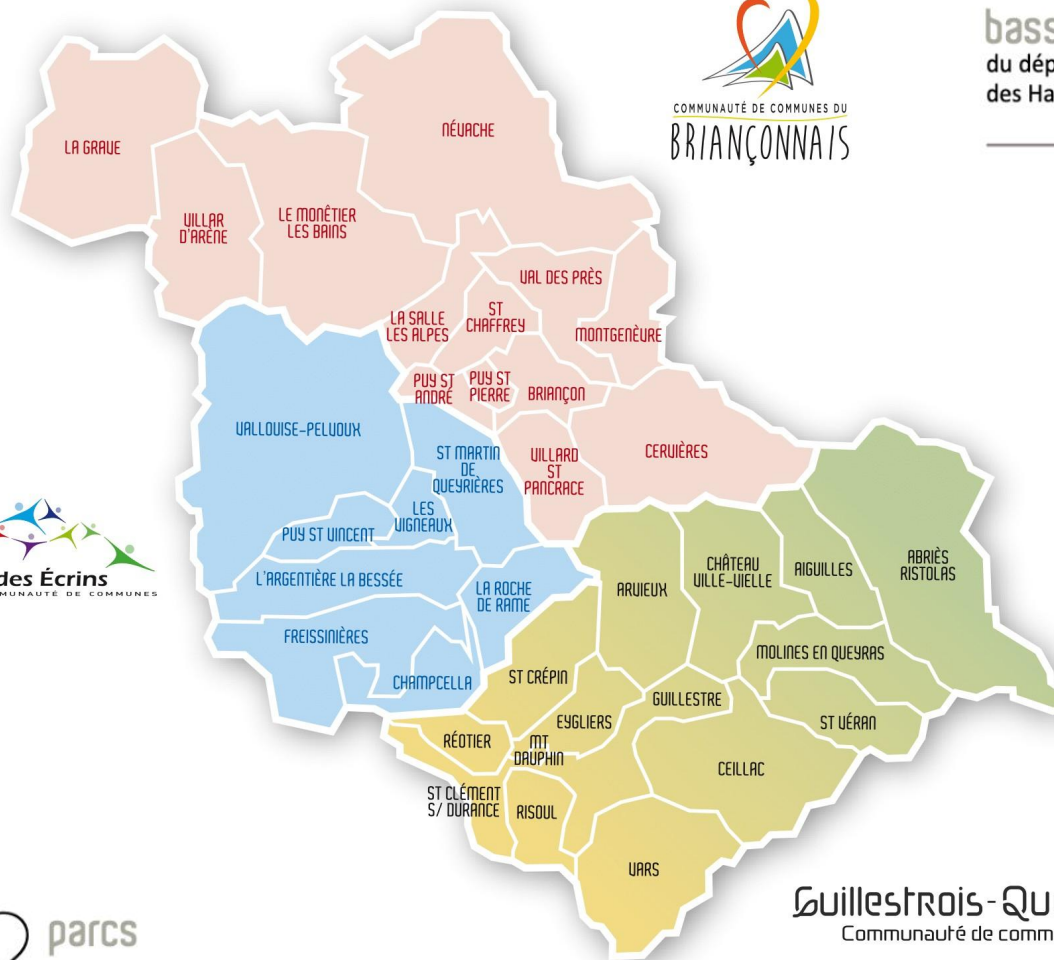 bass
du dép
des Ha
COMMUNAUTÉ DE COMMUNES DU
BRIANÇONNAIS
LA GRAVE
NÉVACHE
VILLAR
D'ARÈNE
LE MONÊTIER
LES BAINS
VAL DES PRÈS
LA SALLE
LES ALPES
ST
CHAFFREY
MONTGENÈVRE
PUY ST
ANDRÉ
PUY ST
PIERRE
BRIANÇON
VALLOUISE-PELVOUX
ST MARTIN
DE
QUEYRIÈRES
VILLARD
ST
PANCRACE
CERVIÈRES
LES
VIGNEAUX
PUY ST VINCENT
des Écrins
MUNAUTÉ DE COMMUNES
L'ARGENTIÈRE LA BESSÉE
LA ROCHE
DE RAME
ARVIEUX
CHÂTEAU
VILLE-VIELLE
AIGUILLES
ABRIÈS
RISTOLAS
FREISSINIÈRES
CHAMPCELLA
ST CRÉPIN
MOLINES EN QUEYRAS
GUILLESTRE
EYGLIERS
ST VÉRAN
RÉOTIER
MT
DAUPHIN
CEILLAC
ST CLÉMENT
S/ DURANCE
RISOUL
VARS
Guillestrois-Qu
Communauté de comm
parcs